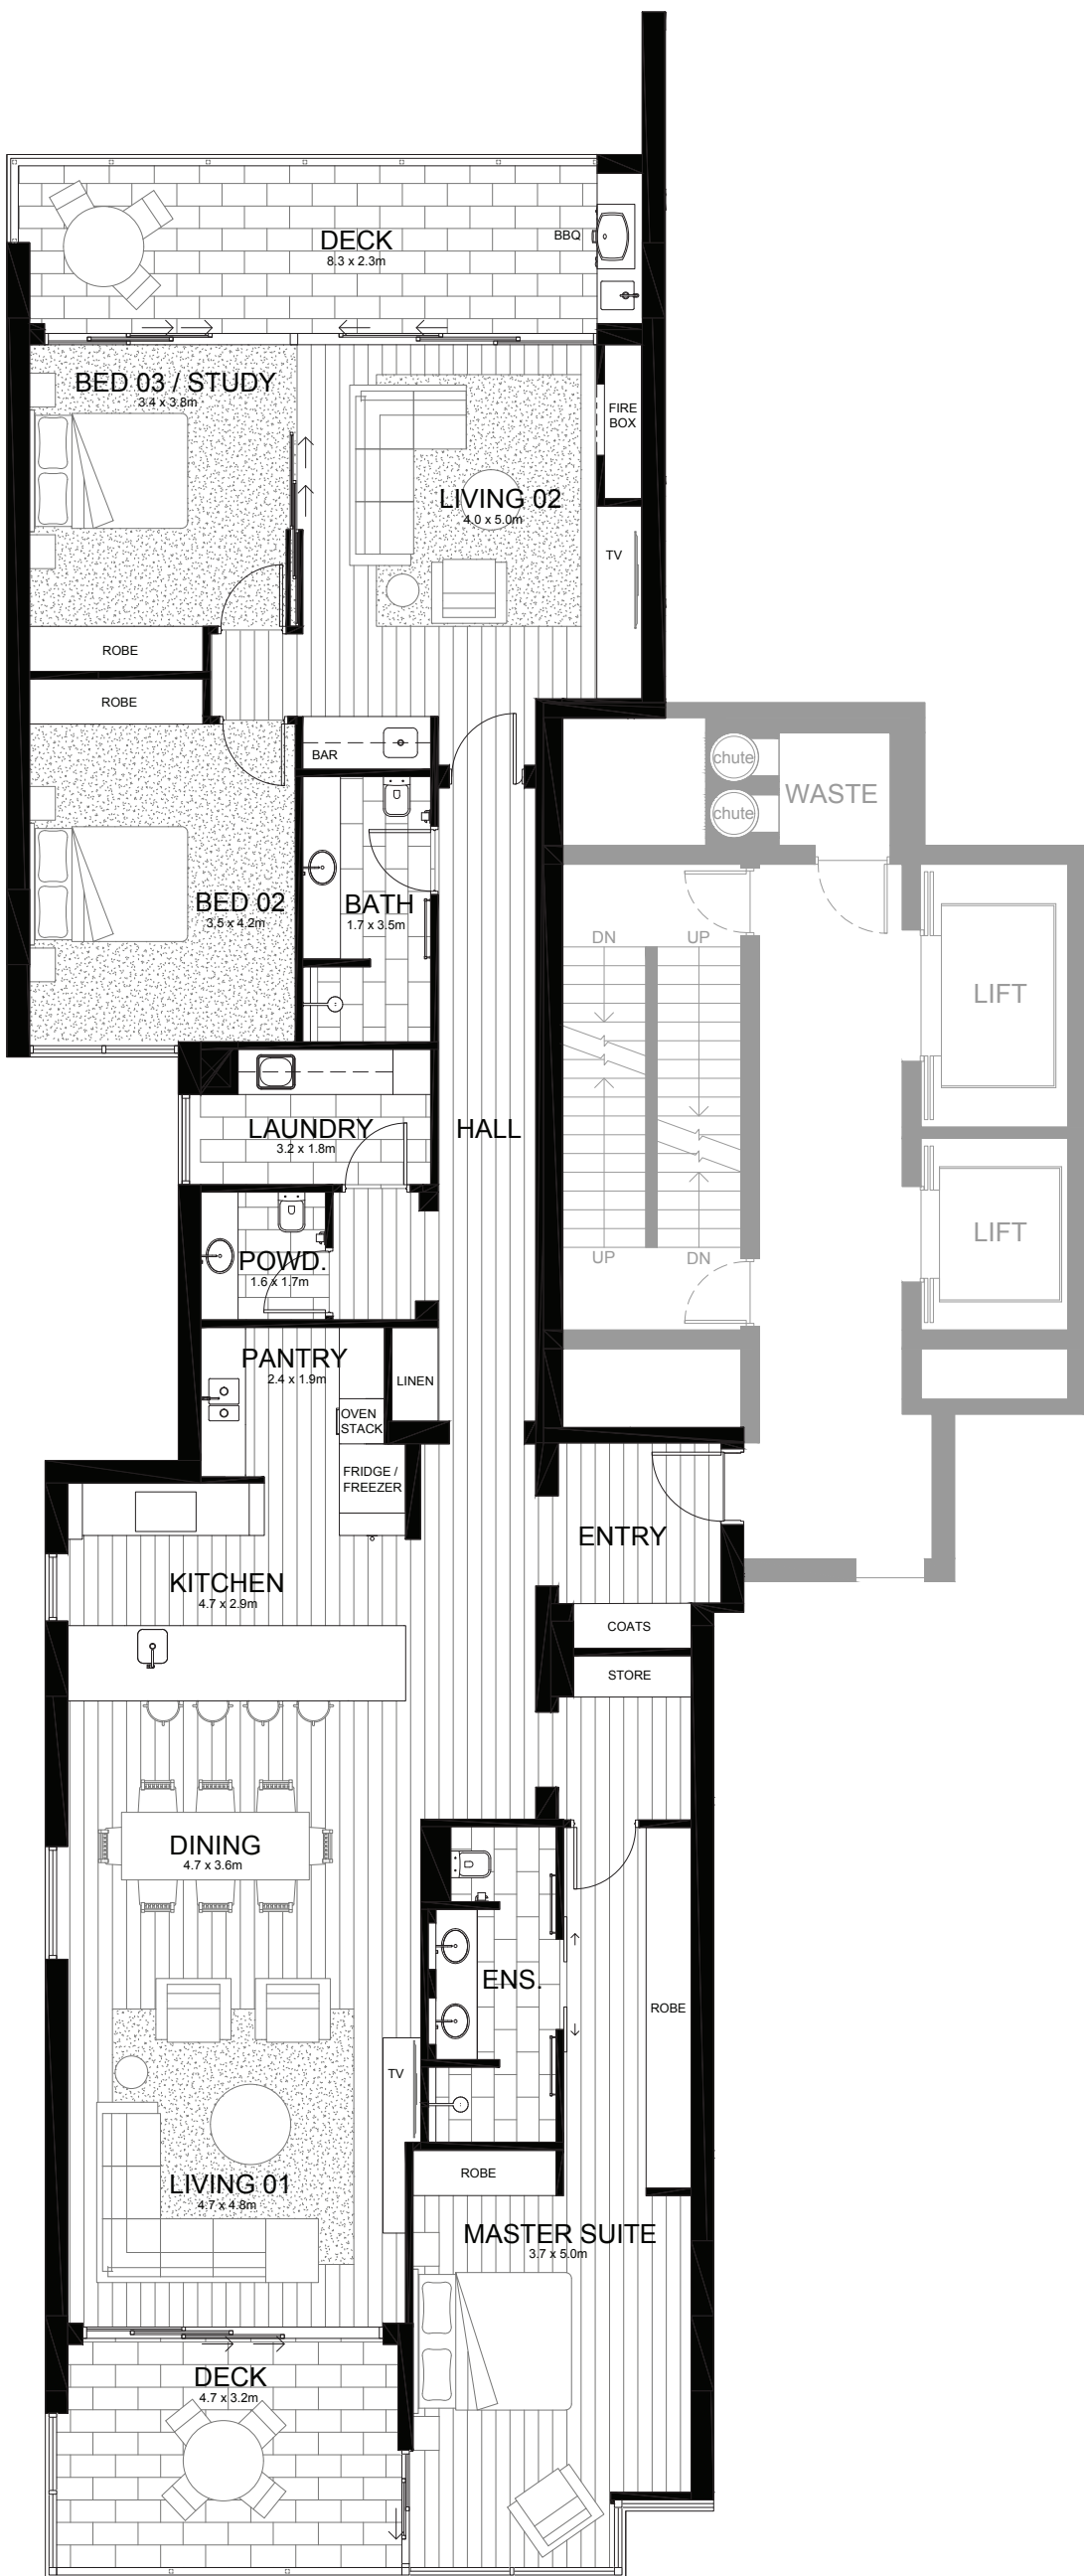 DECK
8.3 x 2.3m
BBQ
BED 03 / STUDY
3.4 x 3.8m
FIRE
BOX
LIVING 02
4.0 x 5.0m
TV
ROBE
ROBE
BAR
chute
WASTE
chute
BED 02
3.5 x 4.2m
BATH
1.7 x 3.5m
DN
UP
LIFT
LAUNDRY
3.2 x 1.8m
HALL
LIFT
UP
DN
POWD.
1.6 x 1.7m
PANTRY
2.4 x 1.9m
LINEN
OVEN
STACK
FRIDGE /
FREEZER
ENTRY
KITCHEN
4.7 x 2.9m
COATS
STORE
DINING
4.7 x 3.6m
ENS.
ROBE
TV
LIVING 01
4.7 x 4.8m
ROBE
MASTER SUITE
3.7 x 5.0m
DECK
4.7 x 3.2m